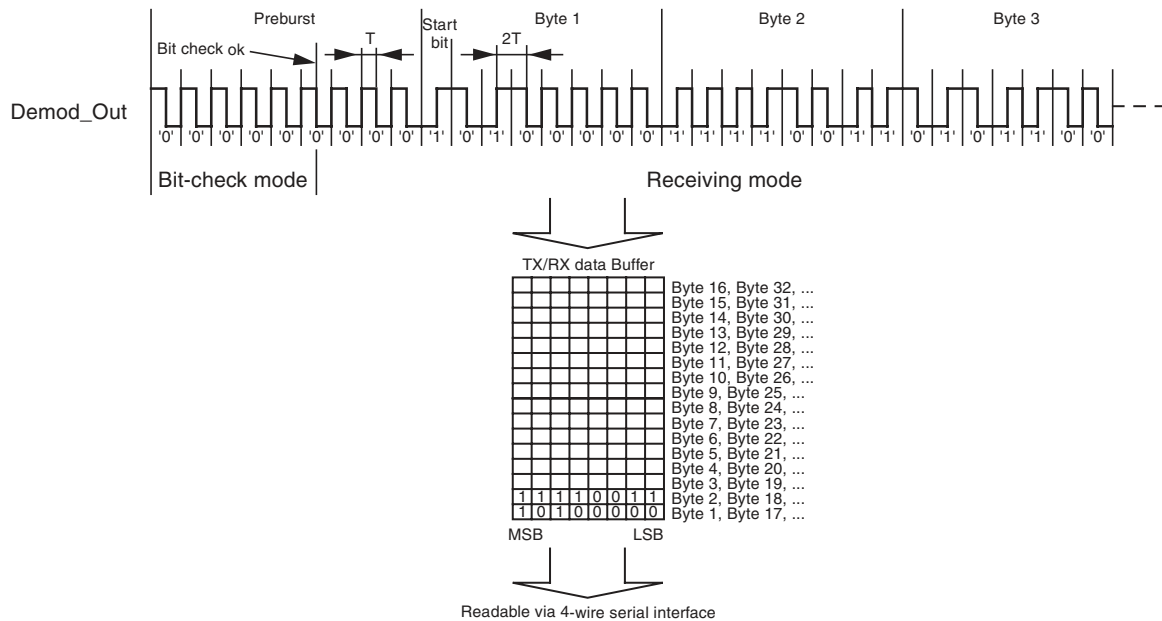 Preburst
Start bit
Byte 1
Byte 2
Byte 3
Bit check ok
T
2T
Demod_Out
'0' '0' '0' '0' '0' '0' '0' '0' '0' '1' '0' '1' '0' '0' '0' '0' '0' '1' '1' '1' '1' '0' '0' '1' '1' '0' '1' '0' '1' '1' '0' '0'
Bit-check mode
Receiving mode
TX/RX data Buffer
Byte 16, Byte 32, ...
Byte 15, Byte 31, ...
Byte 14, Byte 30, ...
Byte 13, Byte 29, ...
Byte 12, Byte 28, ...
Byte 11, Byte 27, ...
Byte 10, Byte 26, ...
Byte 9, Byte 25, ...
Byte 8, Byte 24, ...
Byte 7, Byte 23, ...
Byte 6, Byte 22, ...
Byte 5, Byte 21, ...
Byte 4, Byte 20, ...
Byte 3, Byte 19, ...
1 1 1 1 0 0 1 1 Byte 2, Byte 18, ...
1 0 1 0 0 0 0 0 Byte 1, Byte 17, ...
MSB LSB
Readable via 4-wire serial interface